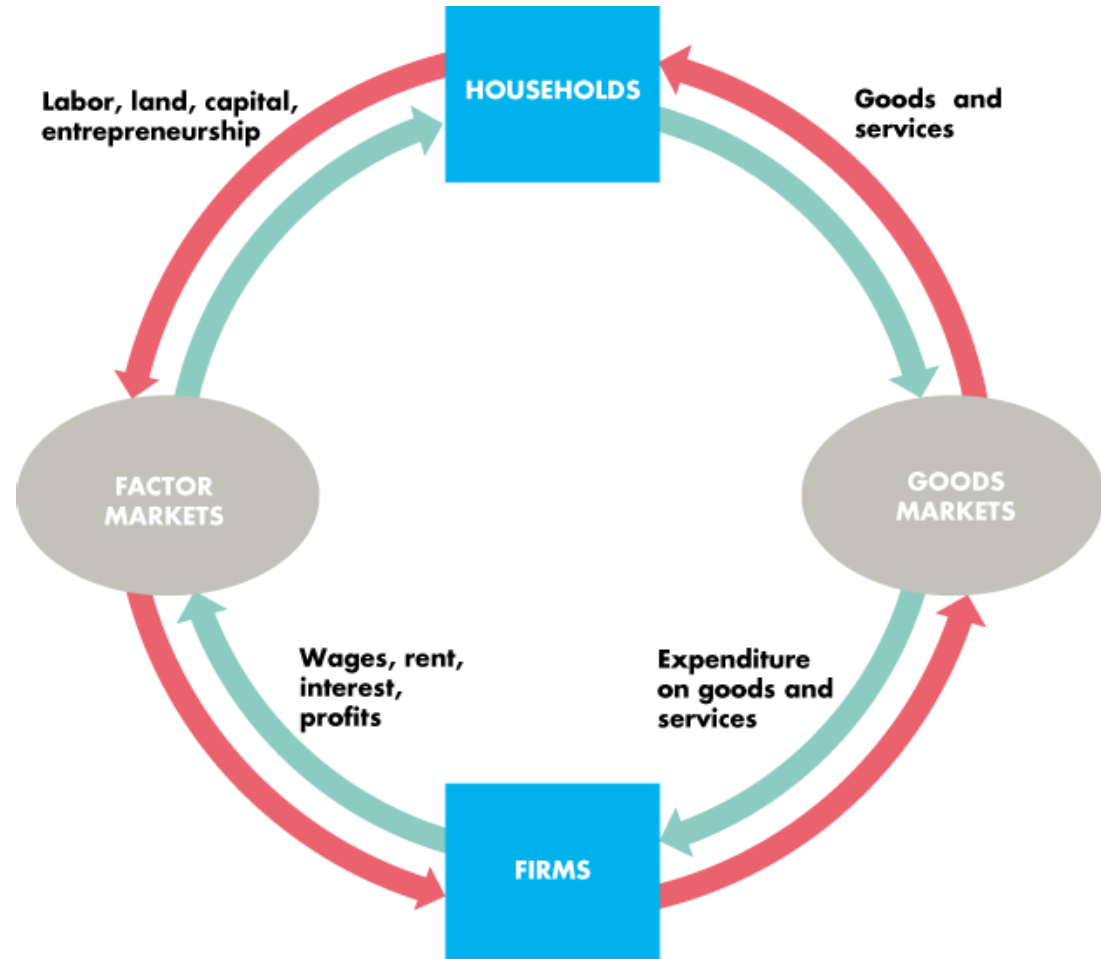 HOUSEHOLDS
Labor, land, capital,
entrepreneurship
Goods and
services
FACTOR
MARKETS
GOODS
MARKETS
Wages, rent,
interest,
profits
Expenditure
on goods and
services
FIRMS